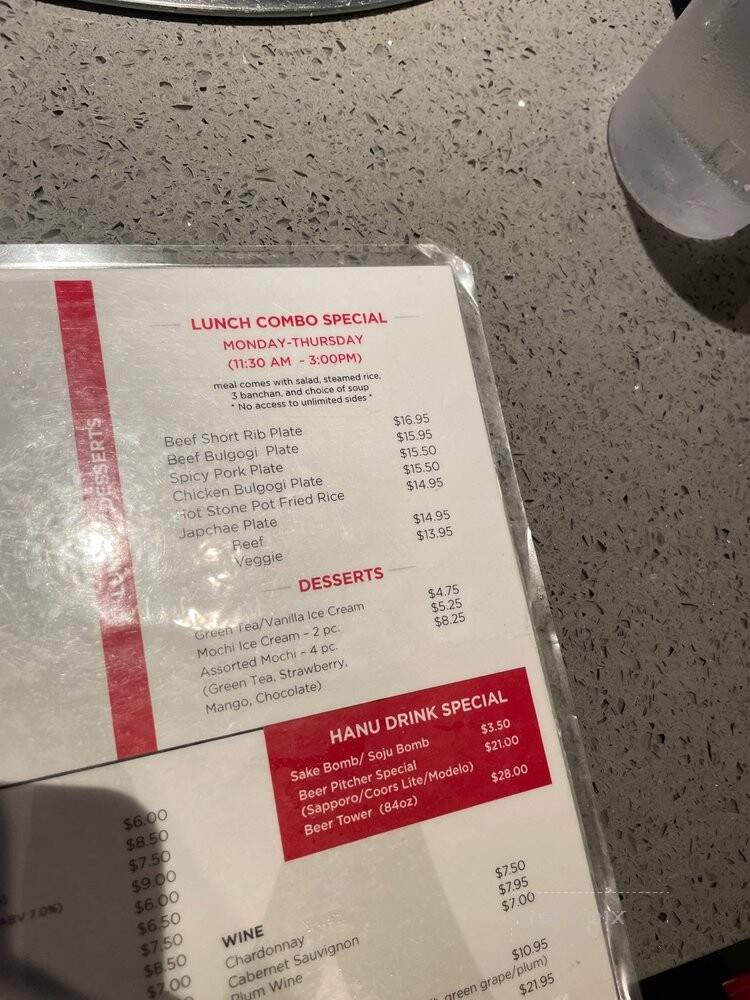 DESSERTS
LUNCH COMBO SPECIAL
MONDAY-THURSDAY
(11:30 AM - 3:00PM)
meal comes with salad, steamed rice,
3 banchan, and choice of soup
* No access to unlimited sides *
Beef Short Rib Plate $16.95
Beef Bulgogi Plate $15.95
Spicy Pork Plate $15.50
Chicken Bulgogi Plate $15.50
Hot Stone Pot Fried Rice $14.95
Japchae Plate
Beef $14.95
Veggie $13.95
DESSERTS
Green Tea/Vanilla Ice Cream $4.75
Mochi Ice Cream - 2 pc. $5.25
Assorted Mochi - 4 pc. $8.25
(Green Tea, Strawberry,
Mango, Chocolate)
HANU DRINK SPECIAL
Sake Bomb/ Soju Bomb $3.50
Beer Pitcher Special $21.00
(Sapporo/Coors Lite/Modelo)
Beer Tower (84oz) $28.00
$6.00
$8.50
$7.50
$9.00
$6.00
ABV 7.0%) $6.50
$7.50
$8.50
$7.00
WINE
Chardonnay $7.50
Cabernet Sauvignon $7.95
Plum Wine $7.00
$10.95
green grape/plum)
$21.95